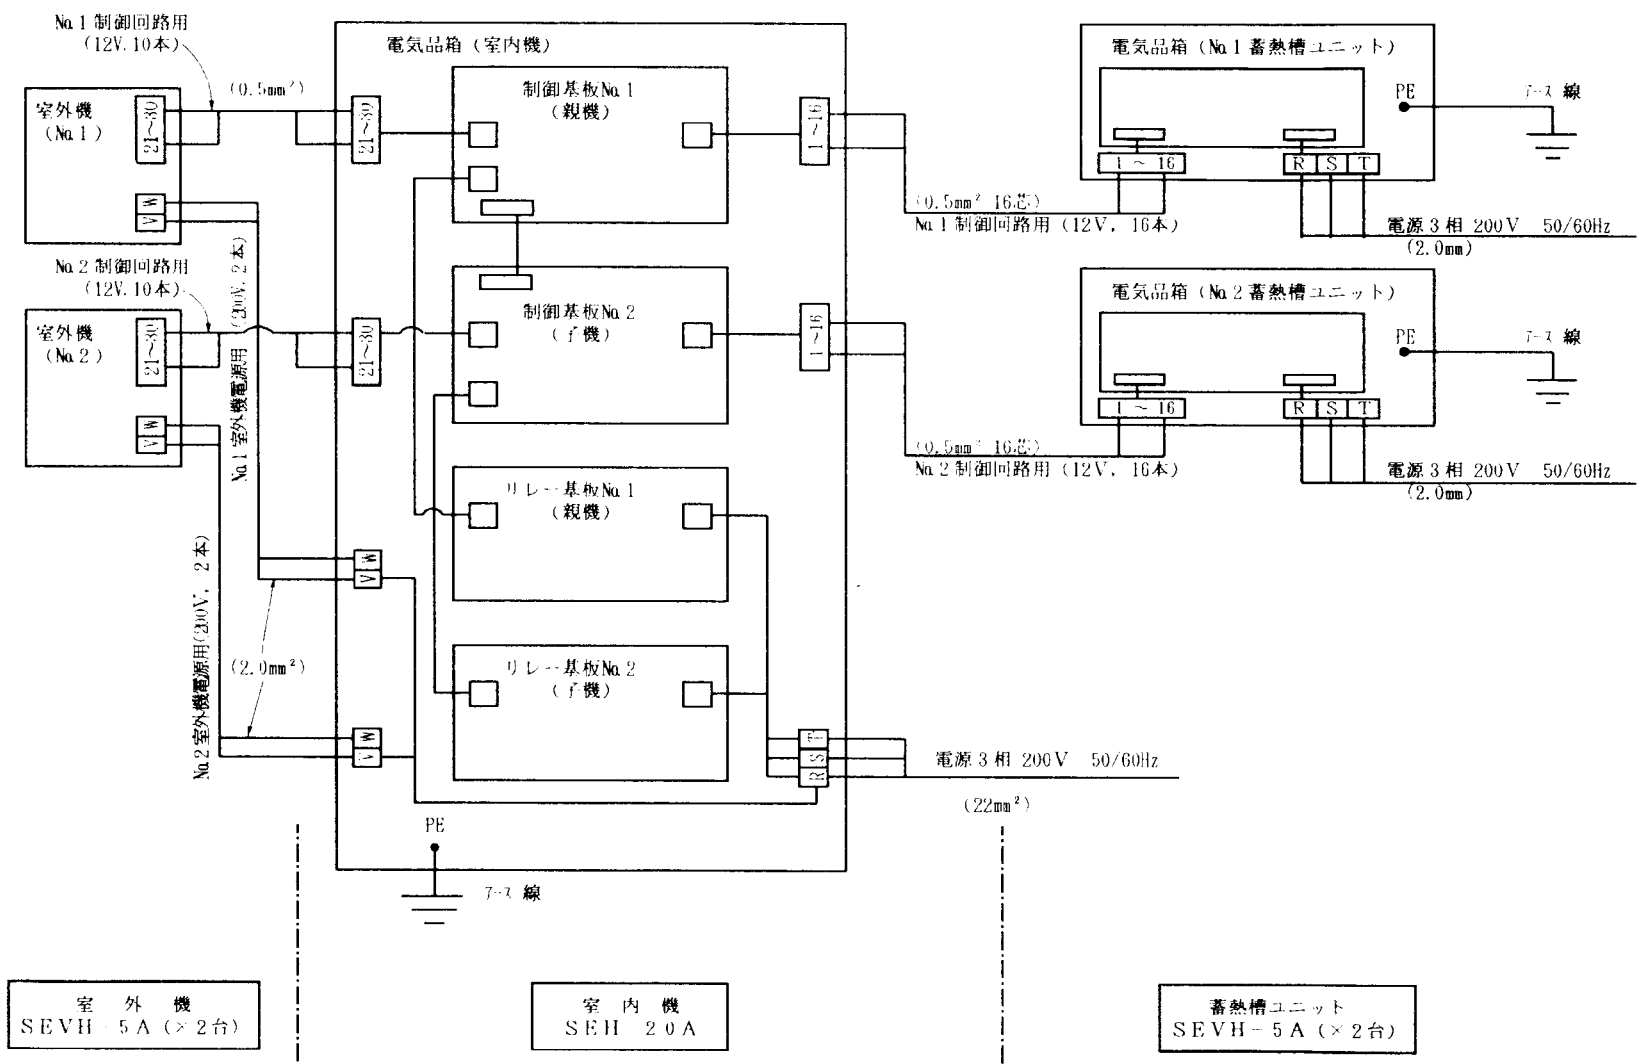 No.1 制御回路用
(12V.10本)
(0.5mm²)
室外機
(No.1)
21~30
W
V
No.2 制御回路用
(12V.10本)
室外機
(No.2)
21~30
W
V
No.1 室外機電源用 (200V, 2本)
No.2 室外機電源用 (200V, 2本)
(2.0mm²)
電気品箱 (室内機)
21~30
制御基板No.1
(親機)
1~16
21~30
制御基板No.2
(子機)
1~16
リレー基板No.1
(親機)
W
V
リレー基板No.2
(子機)
W
V
T
S
R
電源3相 200V 50/60Hz
(22mm²)
PE
アース 線
電気品箱 (No.1 蓄熱槽ユニット)
PE
アース 線
1 ~ 16
R S T
(0.5mm² 16芯)
No.1 制御回路用 (12V, 16本)
電源3相 200V 50/60Hz
(2.0mm)
電気品箱 (No.2 蓄熱槽ユニット)
PE
アース 線
1 ~ 16
R S T
(0.5mm² 16芯)
No.2 制御回路用 (12V, 16本)
電源3相 200V 50/60Hz
(2.0mm)
室 外 機
SEVH-5A (×2台)
室 内 機
SEH 20A
蓄熱槽ユニット
SEVH-5A (×2台)